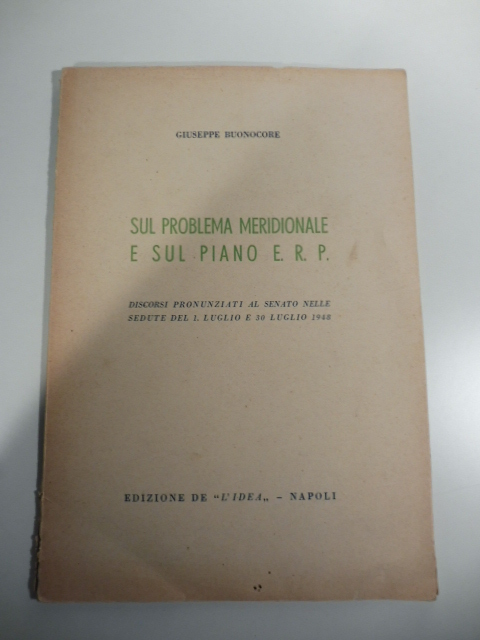 GIUSEPPE BUONOCORE
SUL PROBLEMA MERIDIONALE
E SUL PIANO E. R. P.
DISCORSI PRONUNZIATI AL SENATO NELLE
SEDUTE DEL 1. LUGLIO E 30 LUGLIO 1948
EDIZIONE DE “L'IDEA„ – NAPOLI